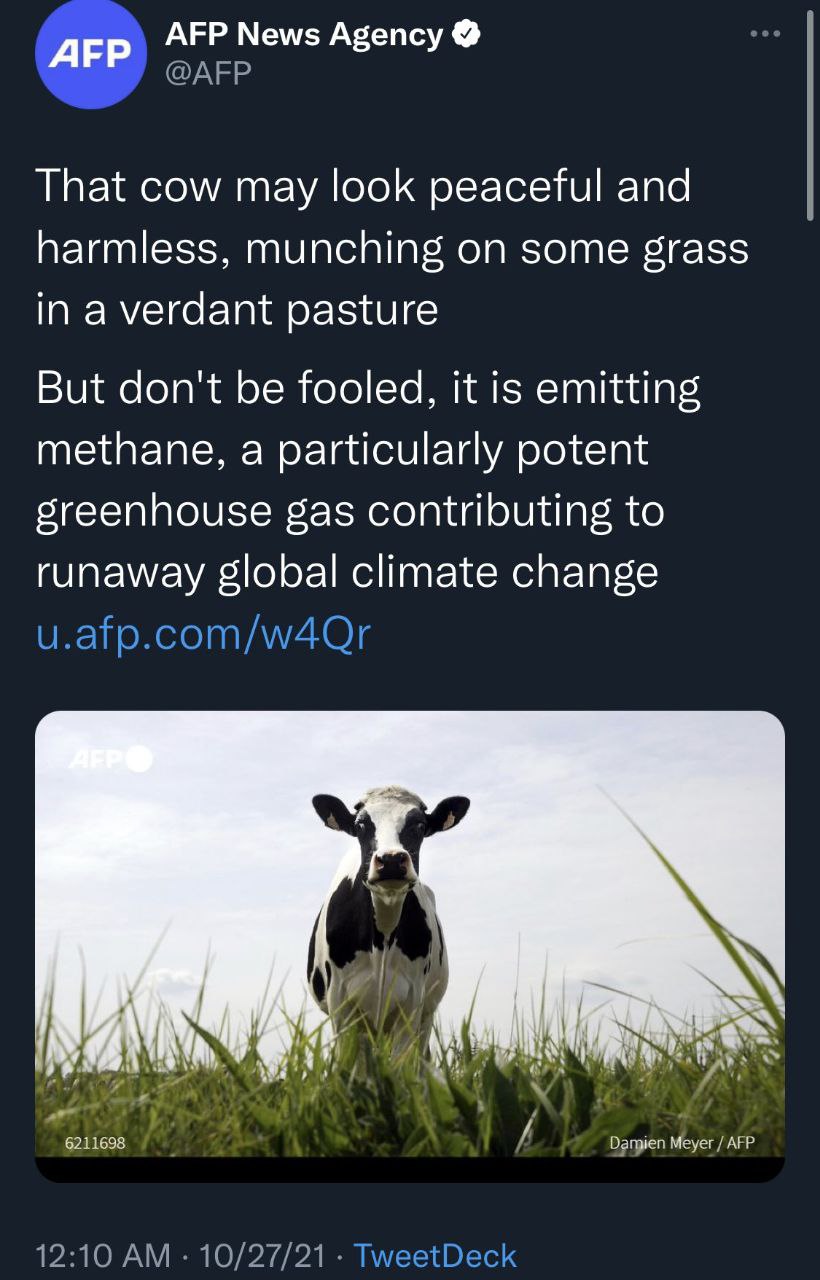 AFP
AFP News Agency
@AFP
That cow may look peaceful and
harmless, munching on some grass
in a verdant pasture
But don't be fooled, it is emitting
methane, a particularly potent
greenhouse gas contributing to
runaway global climate change
u.afp.com/w4Qr
AFP
6211698
Damien Meyer / AFP
12:10 AM · 10/27/21 · TweetDeck